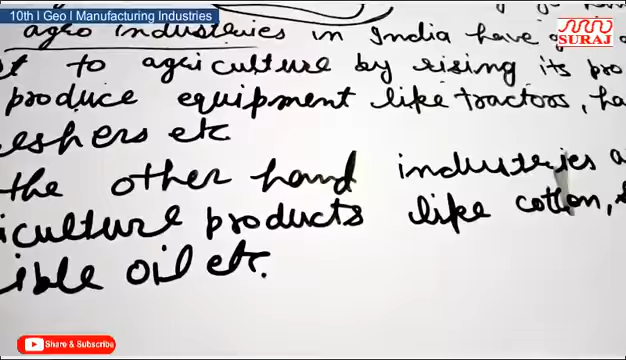 10th I Geo I Manufacturing Industries
SURAJ
agro industries in India have
to agriculture by rising its pro
produce equipment like tractors, ha
eshers etc
the other hand industries a
iculture products like cotton,
ible oil etc.
Share & Subscribe